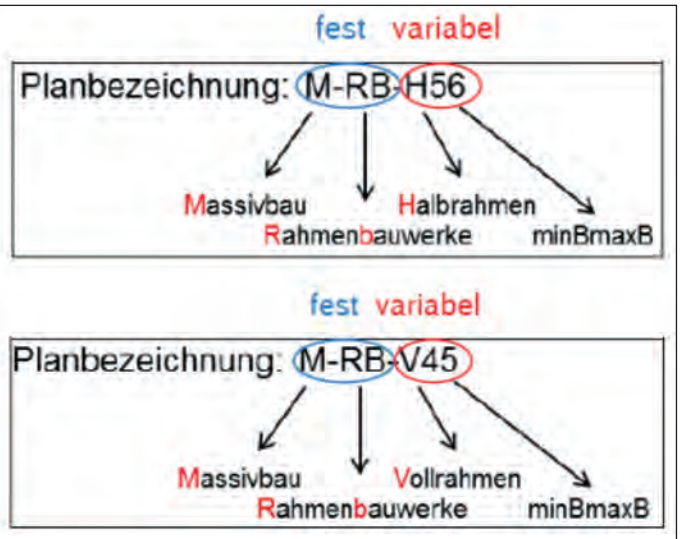 fest variabel
Planbezeichnung: M-RB-H56
Massivbau Halbrahmen
Rahmenbauwerke minBmaxB
fest variabel
Planbezeichnung: M-RB-V45
Massivbau Vollrahmen
Rahmenbauwerke minBmaxB